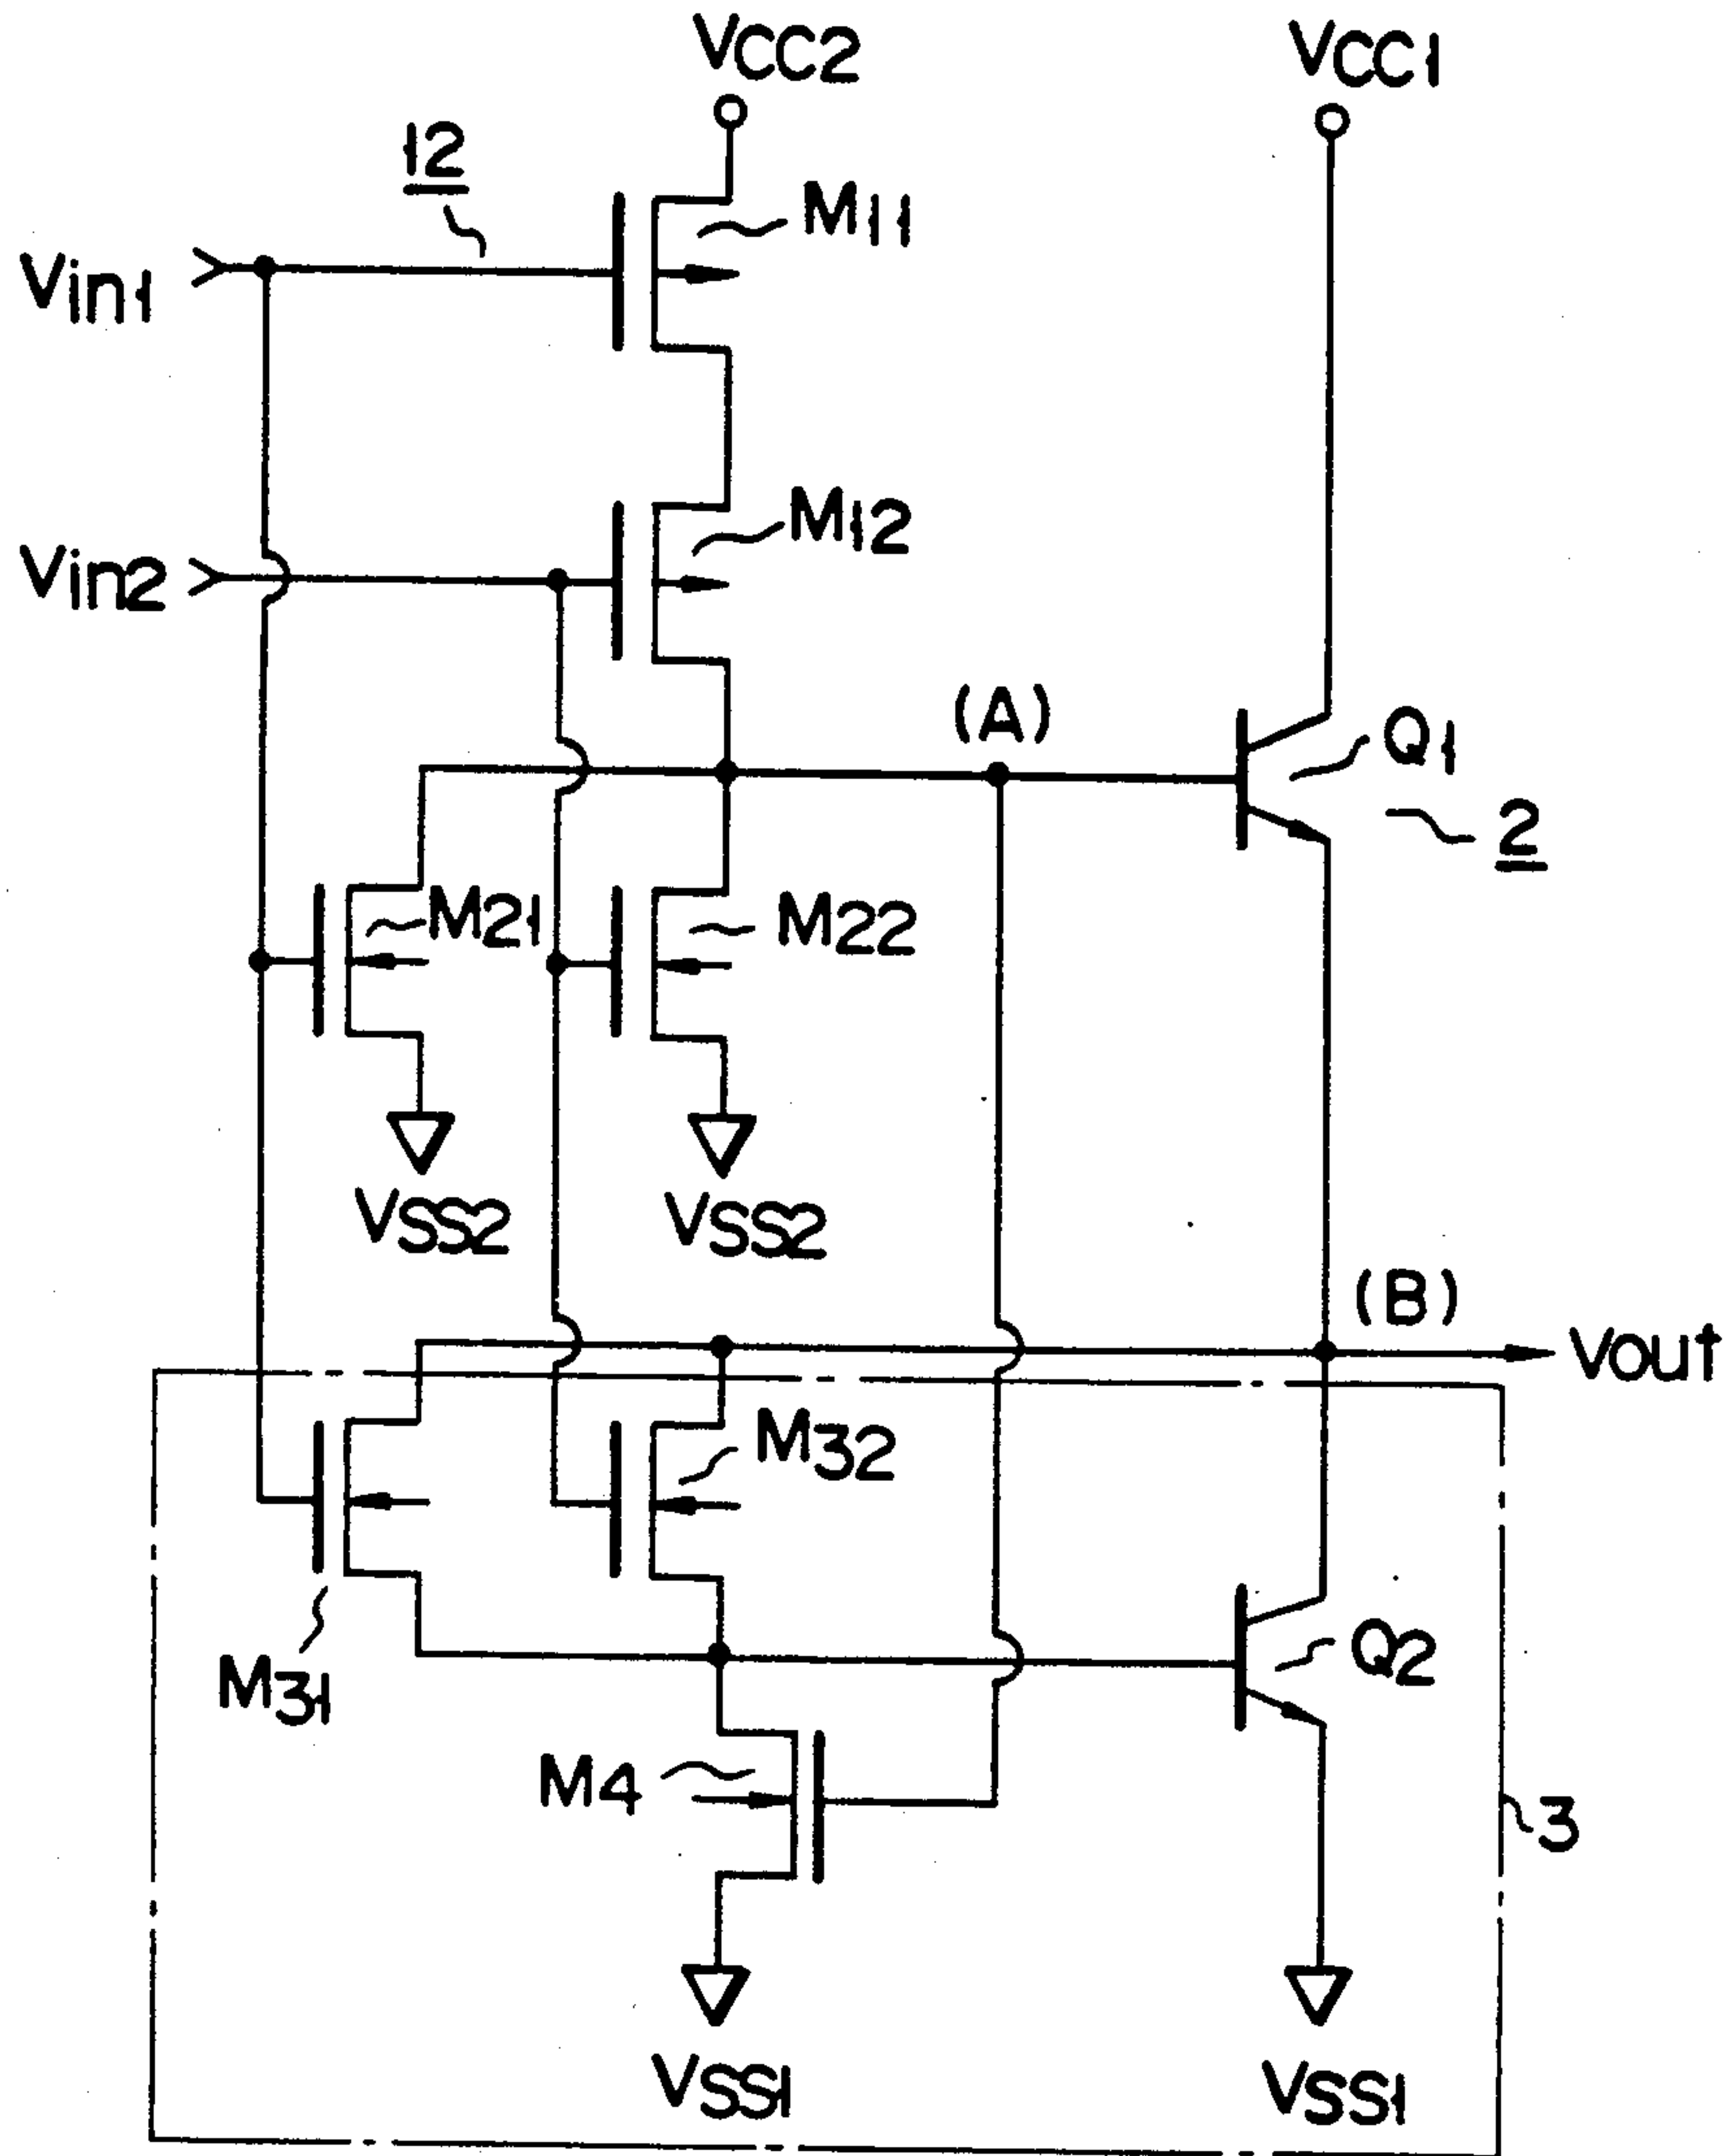 VCC2
VCC1
12
M11
Vin1
M12
Vin2
(A)
Q1
2
M21
M22
VSS2
VSS2
(B)
Vout
M32
M31
Q2
M4
3
VSS1
VSS1